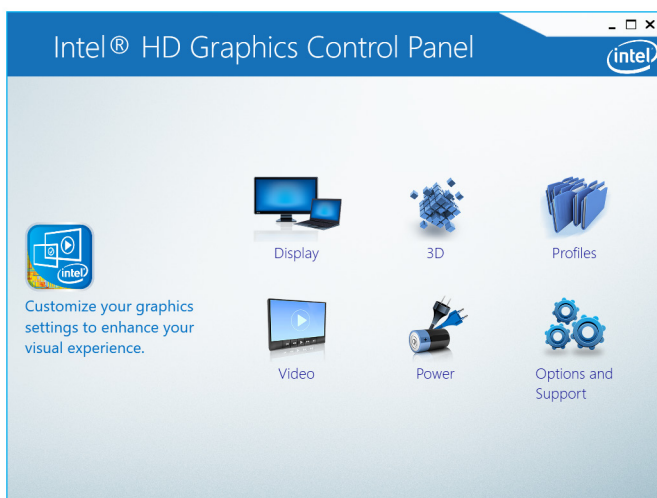 Intel® HD Graphics Control Panel
intel
Display
3D
Profiles
intel
Customize your graphics
settings to enhance your
visual experience.
Video
Power
Options and
Support